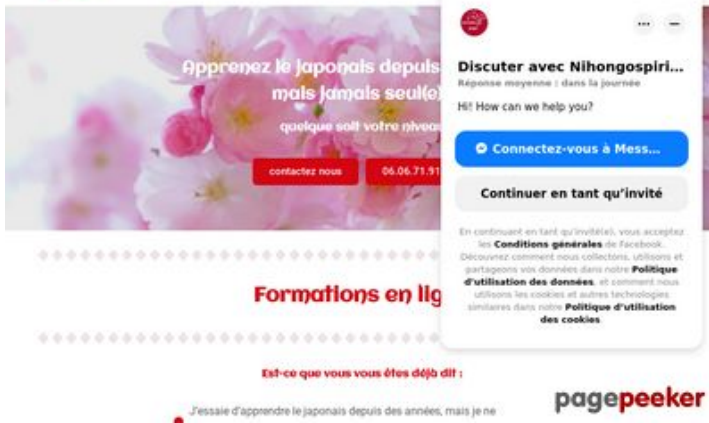 Apprenez le japonais depuis
mais jamais seul(e)
quelque soit votre niveau
contactez nous
06.06.71.91
Formations en lig
Est-ce que vous vous êtes déjà dit :
J'essaie d'apprendre le japonais depuis des années, mais je ne
Discuter avec Nihongospiri...
Réponse moyenne : dans la journée
Hi! How can we help you?
Connectez-vous à Mess...
Continuer en tant qu'invité
En continuant en tant qu'invité(e), vous acceptez
les Conditions générales de Facebook.
Découvrez comment nous collectons, utilisons et
partageons vos données dans notre Politique
d'utilisation des données, et comment nous
utilisons les cookies et autres technologies
similaires dans notre Politique d'utilisation
des cookies.
pagepeeker